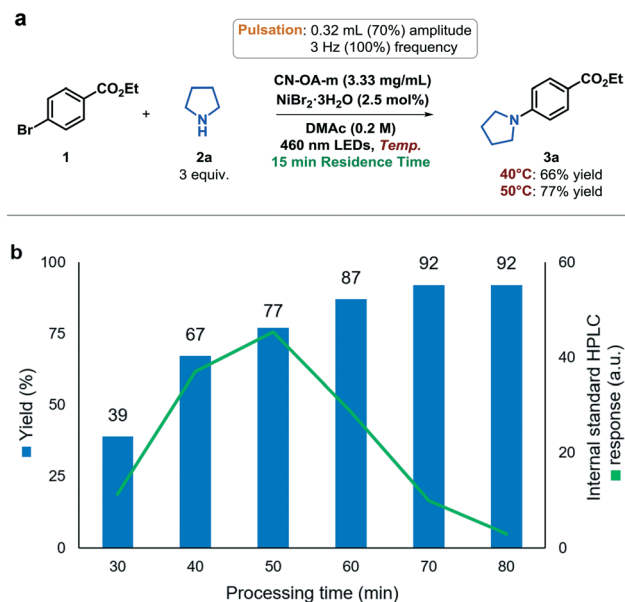 a
Pulsation: 0.32 mL (70%) amplitude
3 Hz (100%) frequency
CO₂Et
Br
1
+
N
H
2a
3 equiv.
CN-OA-m (3.33 mg/mL)
NiBr₂·3H₂O (2.5 mol%)
DMAc (0.2 M)
460 nm LEDs, Temp.
15 min Residence Time
CO₂Et
N
3a
40°C: 66% yield
50°C: 77% yield
b
Yield (%)
100
75
50
25
0
39
67
77
87
92
92
60
40
20
0
Internal standard HPLC
response (a.u.)
30 40 50 60 70 80
Processing time (min)